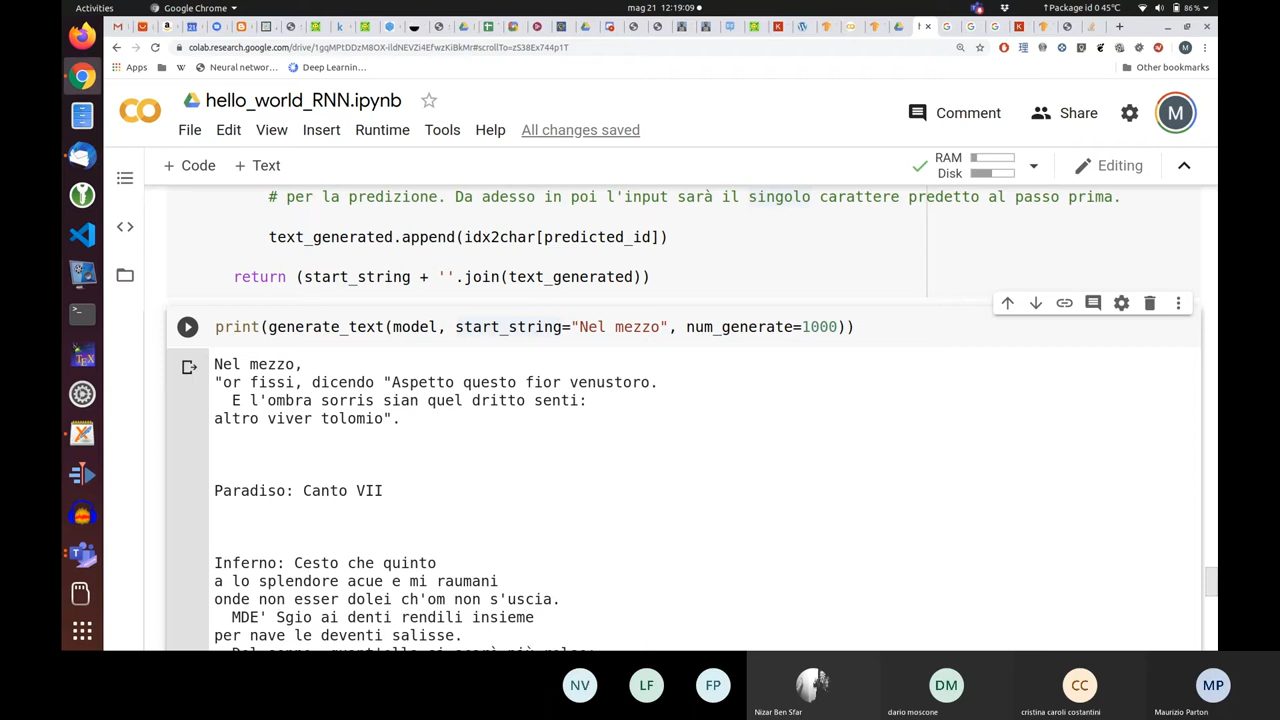 Activities
Google Chrome
mag 21 12:19:09
Package id 0 45°C
86%
colab.research.google.com/drive/1gqMPtDDzM8OX-ildNEVZi4EfwzKiBkMr#scrollTo=zS38Ex744p1T
Apps
Neural networ…
Deep Learnin…
Other bookmarks
hello_world_RNN.ipynb
Comment
Share
M
File Edit View Insert Runtime Tools Help All changes saved
+ Code + Text
RAM
Disk
Editing
# per la predizione. Da adesso in poi l'input sarà il singolo carattere predetto al passo prima.
text_generated.append(idx2char[predicted_id])
return (start_string + ''.join(text_generated))
print(generate_text(model, start_string="Nel mezzo", num_generate=1000))
Nel mezzo,
"or fissi, dicendo "Aspetto questo fior venustoro.
E l'ombra sorris sian quel dritto senti:
altro viver tolomio".
Paradiso: Canto VII
Inferno: Cesto che quinto
a lo splendore acue e mi raumani
onde non esser dolei ch'om non s'uscia.
MDE' Sgio ai denti rendili insieme
per nave le deventi salisse.
NV
LF
FP
DM
CC
MP
Nizar Ben Sfar
dario moscone
cristina caroli costantini
Maurizio Parton